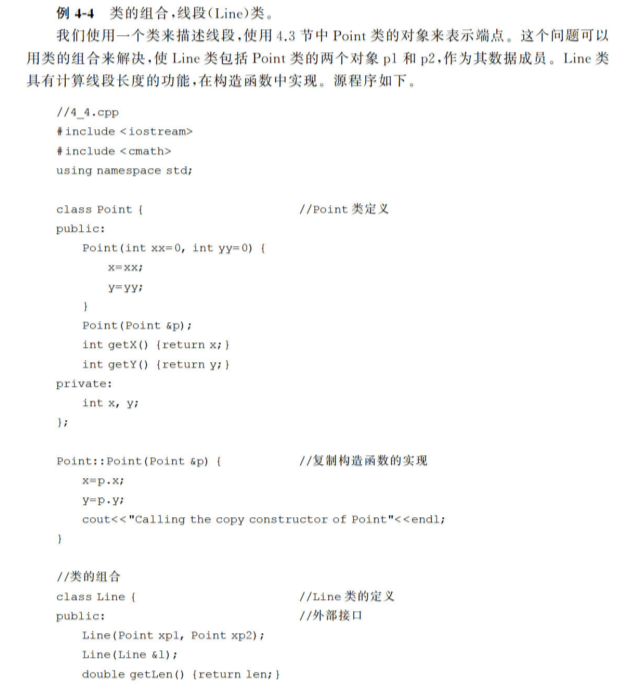 例 4-4 类的组合,线段(Line)类。
我们使用一个类来描述线段,使用 4.3 节中 Point 类的对象来表示端点。这个问题可以
用类的组合来解决,使 Line 类包括 Point 类的两个对象 p1 和 p2,作为其数据成员。Line 类
具有计算线段长度的功能,在构造函数中实现。源程序如下。
//4_4.cpp
#include <iostream>
#include <cmath>
using namespace std;
class Point { //Point 类定义
public:
Point(int xx=0, int yy=0) {
x=xx;
y=yy;
}
Point(Point &p);
int getX() {return x;}
int getY() {return y;}
private:
int x, y;
};
Point::Point(Point &p) { //复制构造函数的实现
x=p.x;
y=p.y;
cout<<"Calling the copy constructor of Point"<<endl;
}
//类的组合
class Line { //Line 类的定义
public: //外部接口
Line(Point xp1, Point xp2);
Line(Line &l);
double getLen() {return len;}